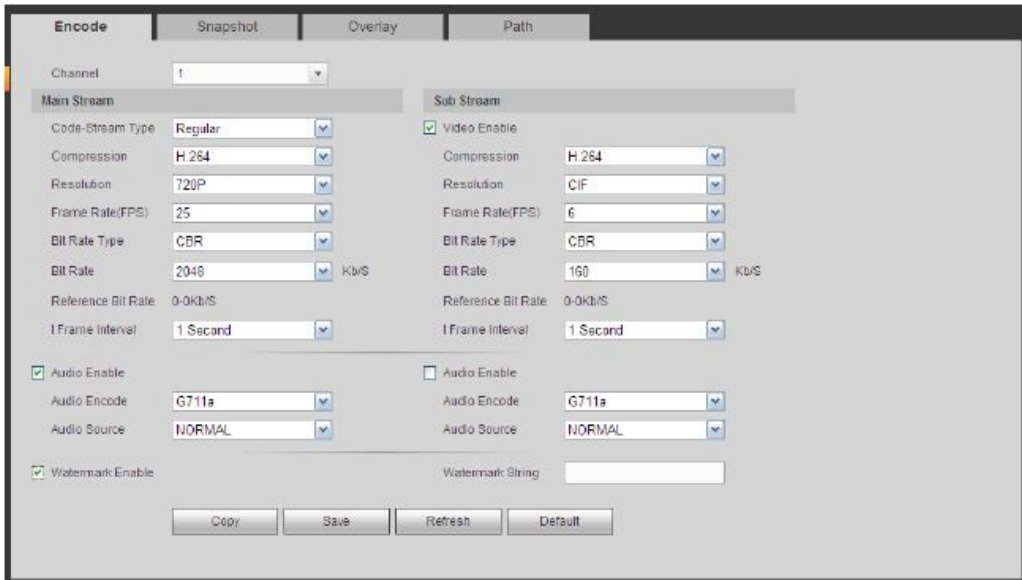 Encode Snapshot Overlay Path
Channel 1
Main Stream Sub Stream
Code-Stream Type Regular Video Enable
Compression H.264 Compression H.264
Resolution 720P Resolution CIF
Frame Rate(FPS) 25 Frame Rate(FPS) 6
Bit Rate Type CBR Bit Rate Type CBR
Bit Rate 2048 Kb/S Bit Rate 160 Kb/S
Reference Bit Rate 0-0Kb/S Reference Bit Rate 0-0Kb/S
I Frame Interval 1 Second I Frame Interval 1 Second
Audio Enable Audio Enable
Audio Encode G711a Audio Encode G711a
Audio Source NORMAL Audio Source NORMAL
Watermark Enable Watermark String
Copy Save Refresh Default